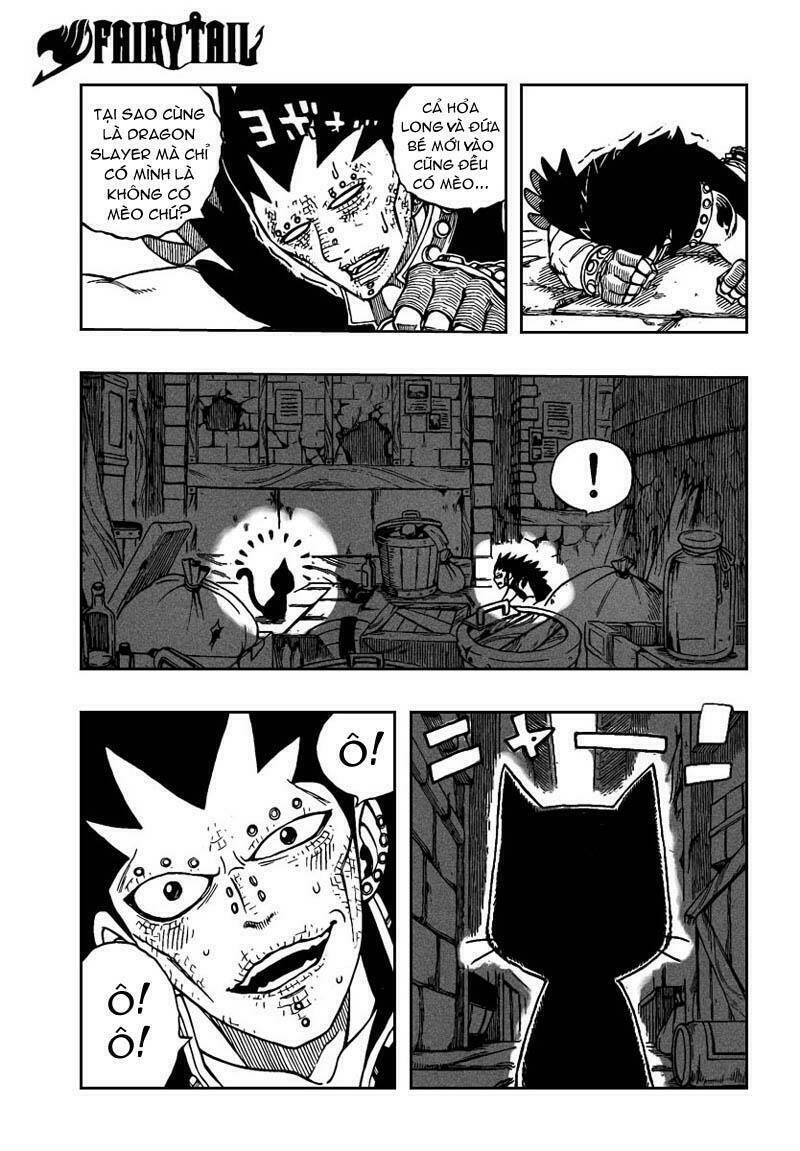 FAIRY TAIL
CẢ HỎA
LONG VÀ ĐỨA
BÉ MỚI VÀO
CŨNG ĐỀU
CÓ MÈO...
ヨボ...
TẠI SAO CÙNG
LÀ DRAGON
SLAYER MÀ CHỈ
CÓ MÌNH LÀ
KHÔNG CÓ
MÈO CHỨ?
!
ニャー
Ô!
Ô!
Ô!